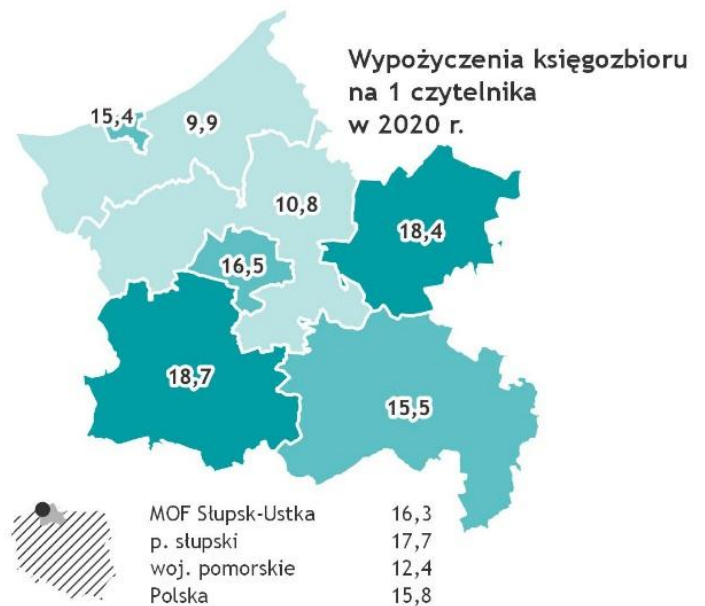 Wypożyczenia księgozbioru
na 1 czytelnika
w 2020 r.
15,4
9,9
10,8
18,4
16,5
18,7
15,5
MOF Słupsk-Ustka 16,3
p. słupski 17,7
woj. pomorskie 12,4
Polska 15,8